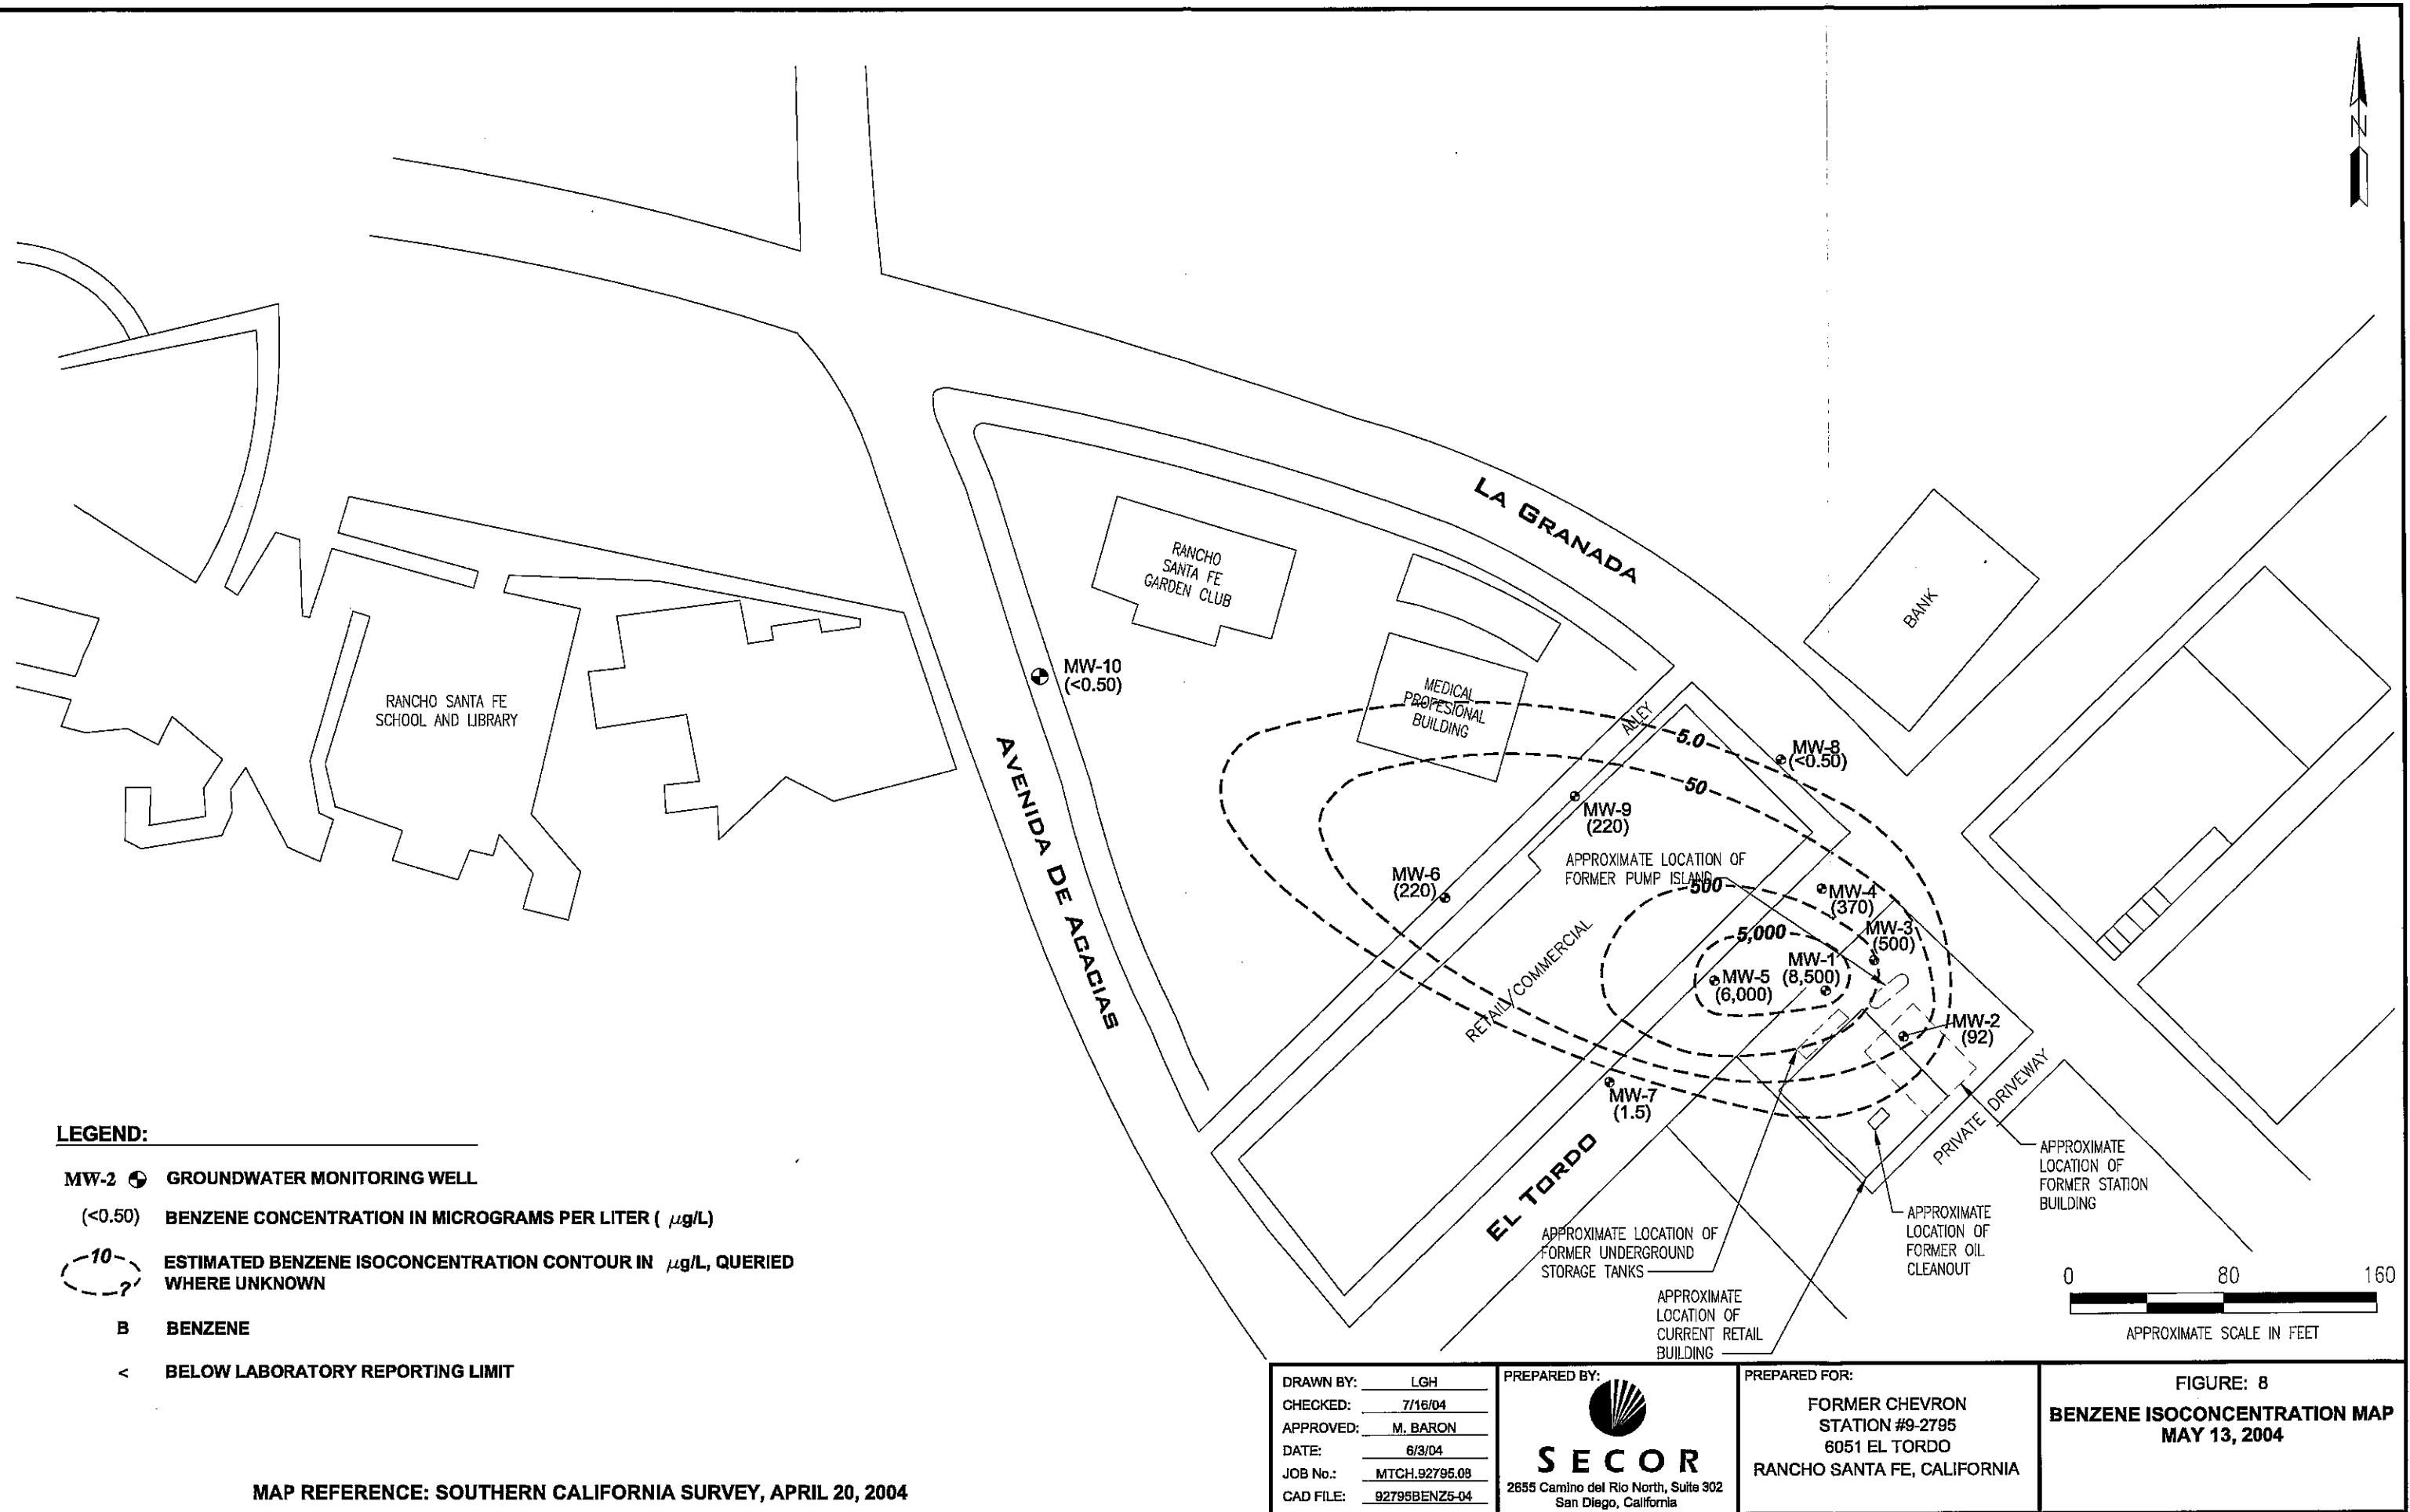 N
LA GRANADA
RANCHO
SANTA FE
GARDEN CLUB
BANK
MW-10
(<0.50)
MEDICAL
PROFESIONAL
BUILDING
RANCHO SANTA FE
SCHOOL AND LIBRARY
ALLEY
5.0
MW-8
(<0.50)
50
MW-9
(220)
AVENIDA DE ACACIAS
APPROXIMATE LOCATION OF
FORMER PUMP ISLAND
MW-6
(220)
500
MW-4
(370)
5,000
MW-3
(500)
MW-1
(8,500)
MW-5
(6,000)
RETAIL/COMMERCIAL
MW-2
(92)
MW-7
(1.5)
PRIVATE DRIVEWAY
EL TORDO
APPROXIMATE
LOCATION OF
FORMER STATION
BUILDING
APPROXIMATE
LOCATION OF
FORMER OIL
CLEANOUT
APPROXIMATE LOCATION OF
FORMER UNDERGROUND
STORAGE TANKS
APPROXIMATE
LOCATION OF
CURRENT RETAIL
BUILDING
0 80 160
APPROXIMATE SCALE IN FEET
LEGEND:
MW-2 GROUNDWATER MONITORING WELL
(<0.50) BENZENE CONCENTRATION IN MICROGRAMS PER LITER ( µg/L)
10 ? ESTIMATED BENZENE ISOCONCENTRATION CONTOUR IN µg/L, QUERIED
WHERE UNKNOWN
B BENZENE
< BELOW LABORATORY REPORTING LIMIT
MAP REFERENCE: SOUTHERN CALIFORNIA SURVEY, APRIL 20, 2004
DRAWN BY: LGH
CHECKED: 7/16/04
APPROVED: M. BARON
DATE: 6/3/04
JOB No.: MTCH.92795.08
CAD FILE: 92795BENZ5-04
PREPARED BY:
SECOR
2655 Camino del Rio North, Suite 302
San Diego, California
PREPARED FOR:
FORMER CHEVRON
STATION #9-2795
6051 EL TORDO
RANCHO SANTA FE, CALIFORNIA
FIGURE: 8
BENZENE ISOCONCENTRATION MAP
MAY 13, 2004